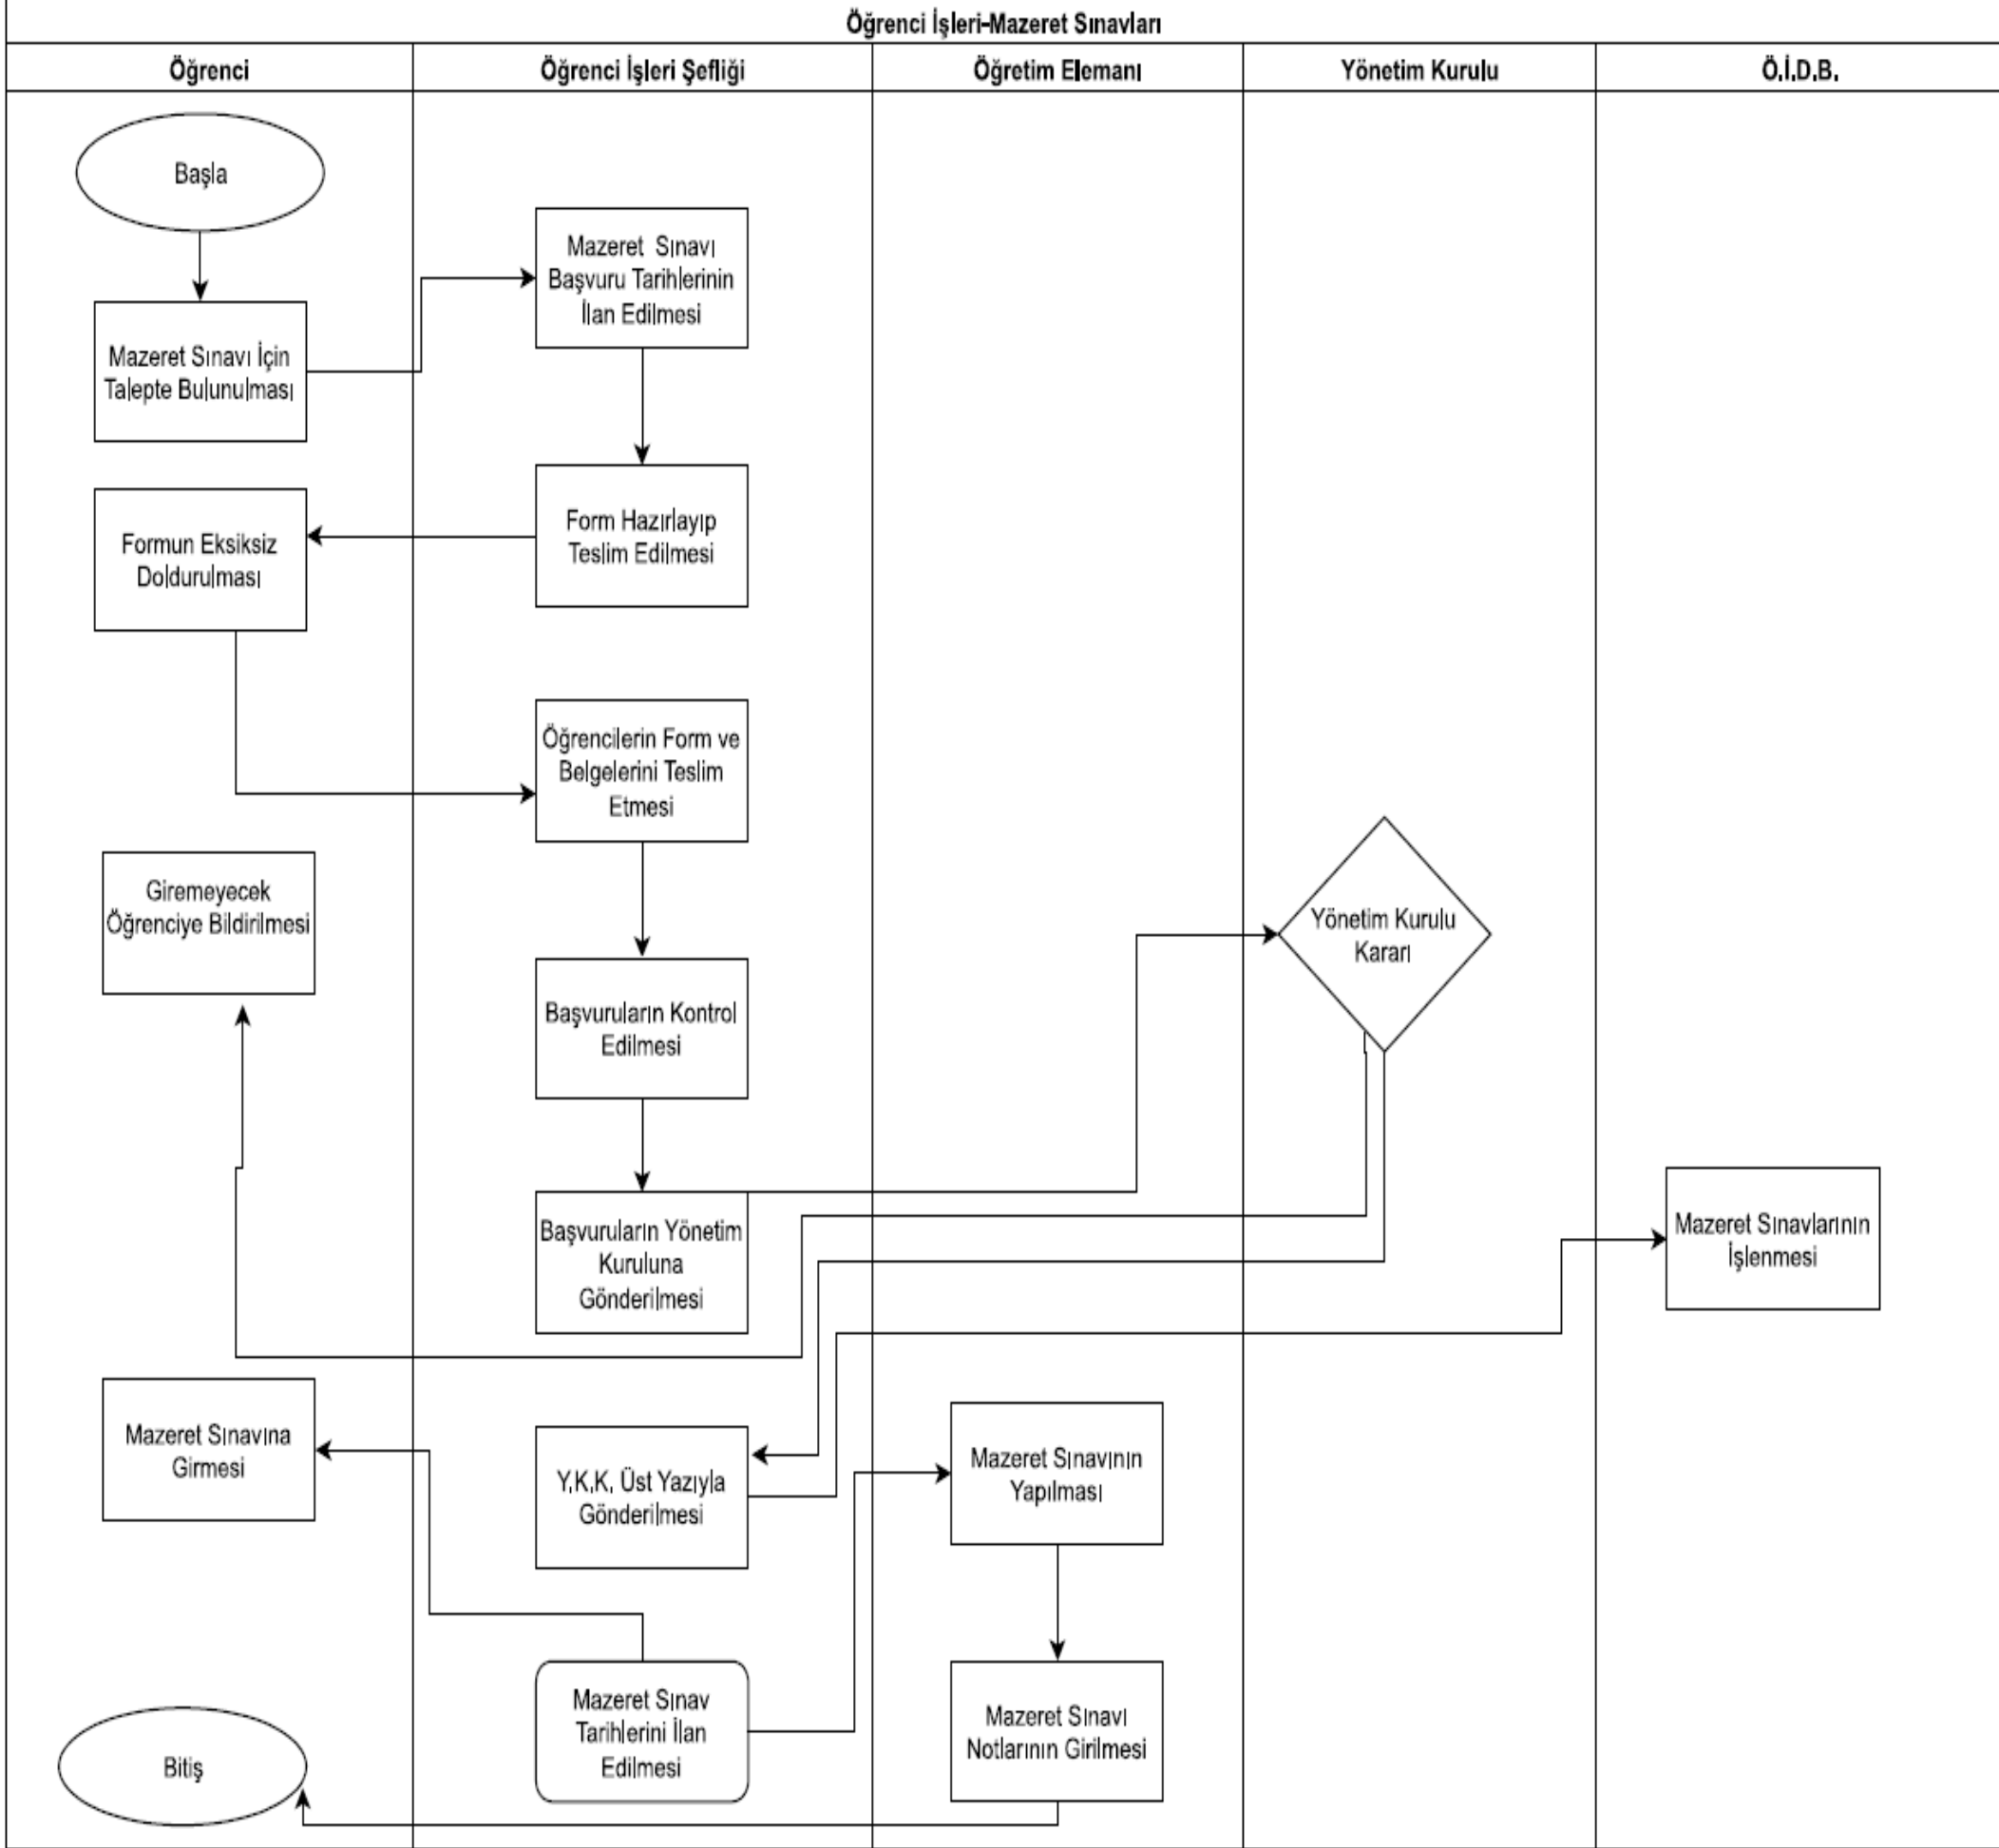 Öğrenci İşleri-Mazeret Sınavları
Öğrenci
Öğrenci İşleri Şefliği
Öğretim Elemanı
Yönetim Kurulu
Ö.İ.D.B.
Başla
Mazeret Sınavı
Başvuru Tarihlerinin
İlan Edilmesi
Mazeret Sınavı İçin
Talepte Bulunulması
Form Hazırlayıp
Teslim Edilmesi
Formun Eksiksiz
Doldurulması
Öğrencilerin Form ve
Belgelerini Teslim
Etmesi
Giremeyecek
Öğrenciye Bildirilmesi
Yönetim Kurulu
Kararı
Başvuruların Kontrol
Edilmesi
Başvuruların Yönetim
Kuruluna
Gönderilmesi
Mazeret Sınavlarının
İşlenmesi
Mazeret Sınavına
Girmesi
Y.K.K. Üst Yazıyla
Gönderilmesi
Mazeret Sınavının
Yapılması
Mazeret Sınav
Tarihlerini İlan
Edilmesi
Mazeret Sınavı
Notlarının Girilmesi
Bitiş